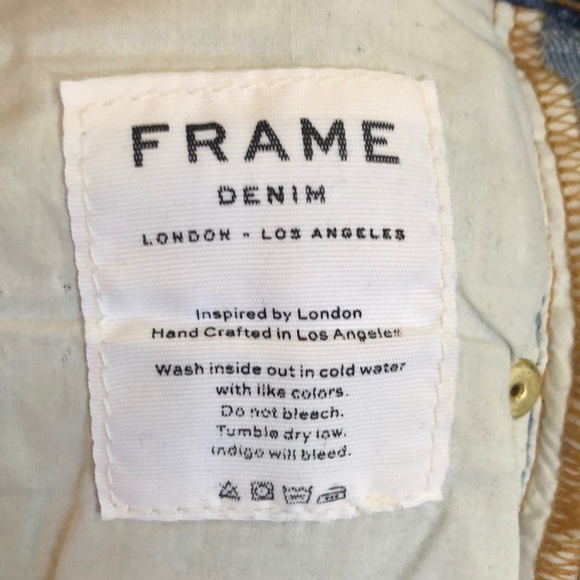 FRAME
DENIM
LONDON - LOS ANGELES
Inspired by London
Hand Crafted in Los Angeles
Wash inside out in cold water
with like colors.
Do not bleach.
Tumble dry low.
Indigo will bleed.